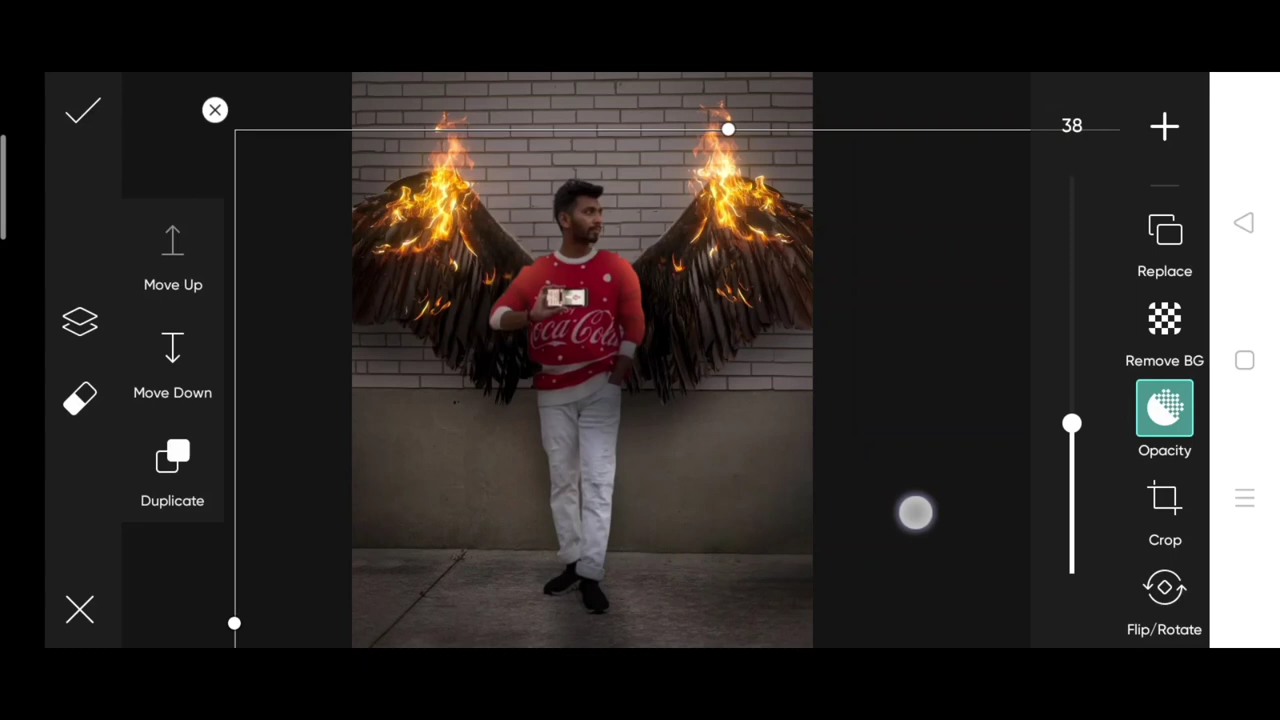 38
Move Up
Replace
Move Down
Remove BG
Coca-Cola
Opacity
Duplicate
Crop
Flip/Rotate